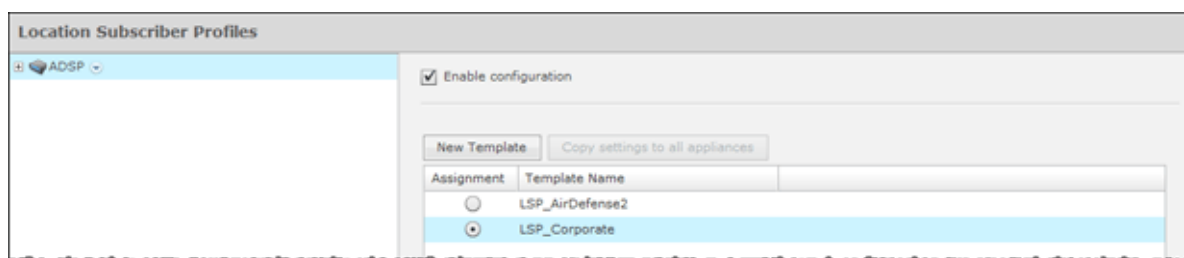 Location Subscriber Profiles
ADSP
Enable configuration
New Template
Copy settings to all appliances
Assignment Template Name
LSP_AirDefense2
LSP_Corporate